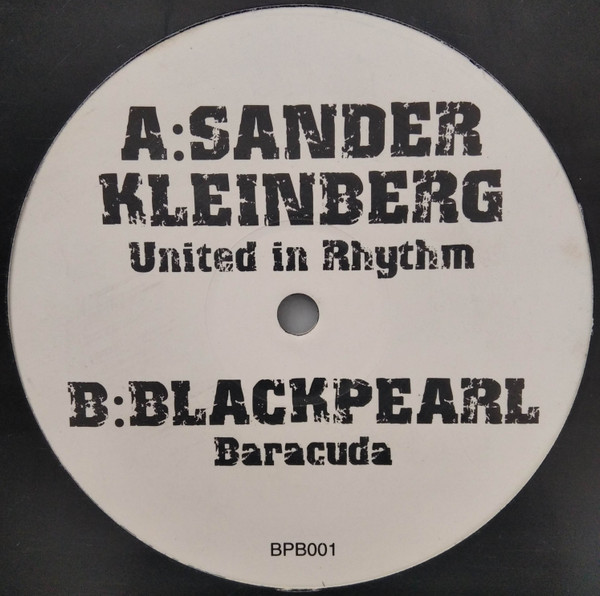 A:SANDER
KLEINBERG
United in Rhythm
B:BLACKPEARL
Baracuda
BPB001